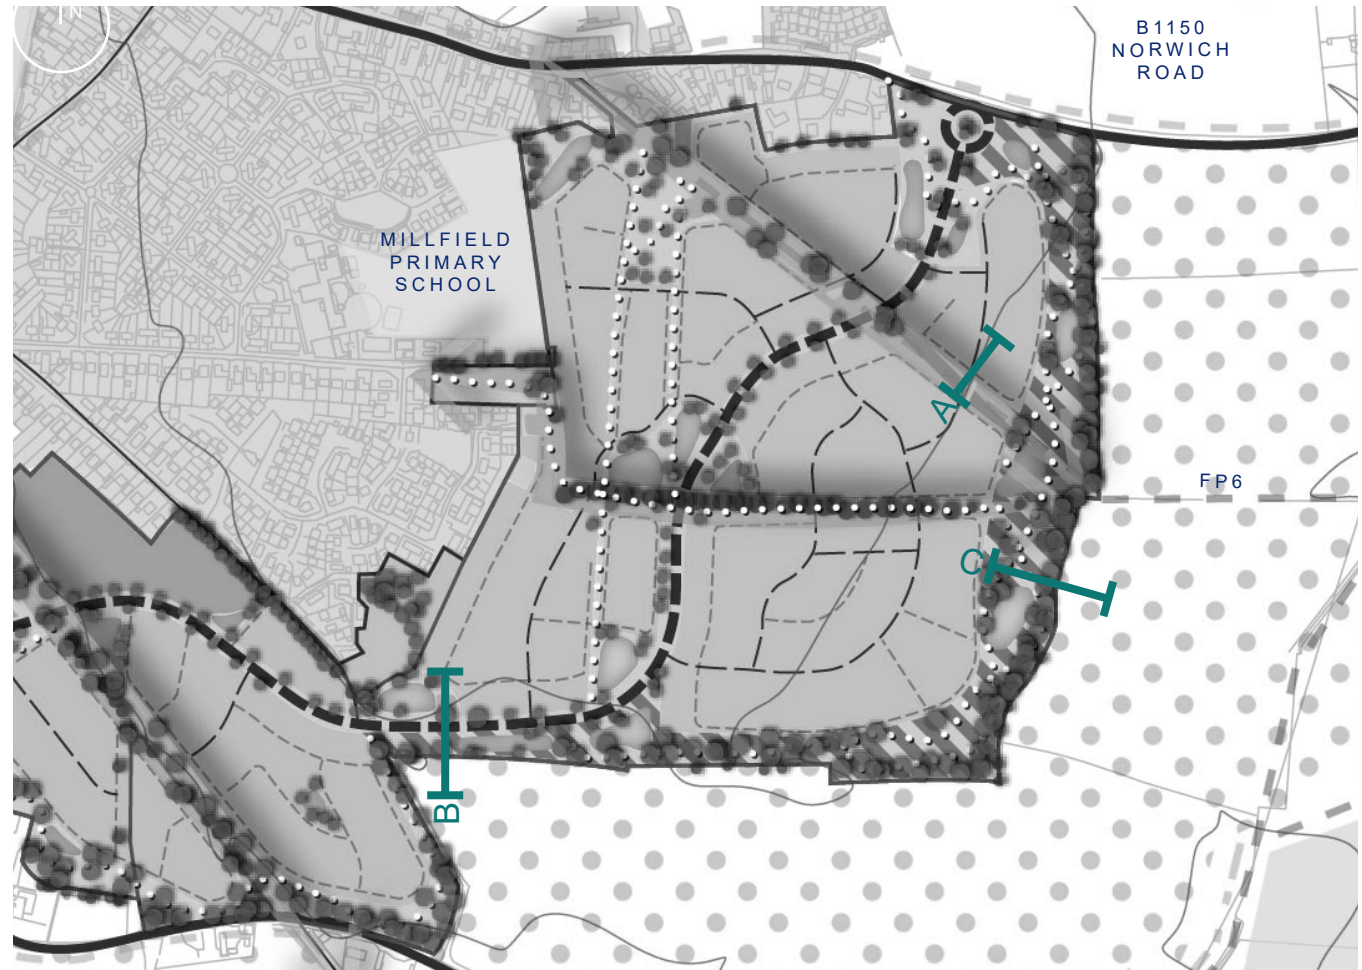 N
B1150
NORWICH
ROAD
MILLFIELD
PRIMARY
SCHOOL
A
FP6
C
B